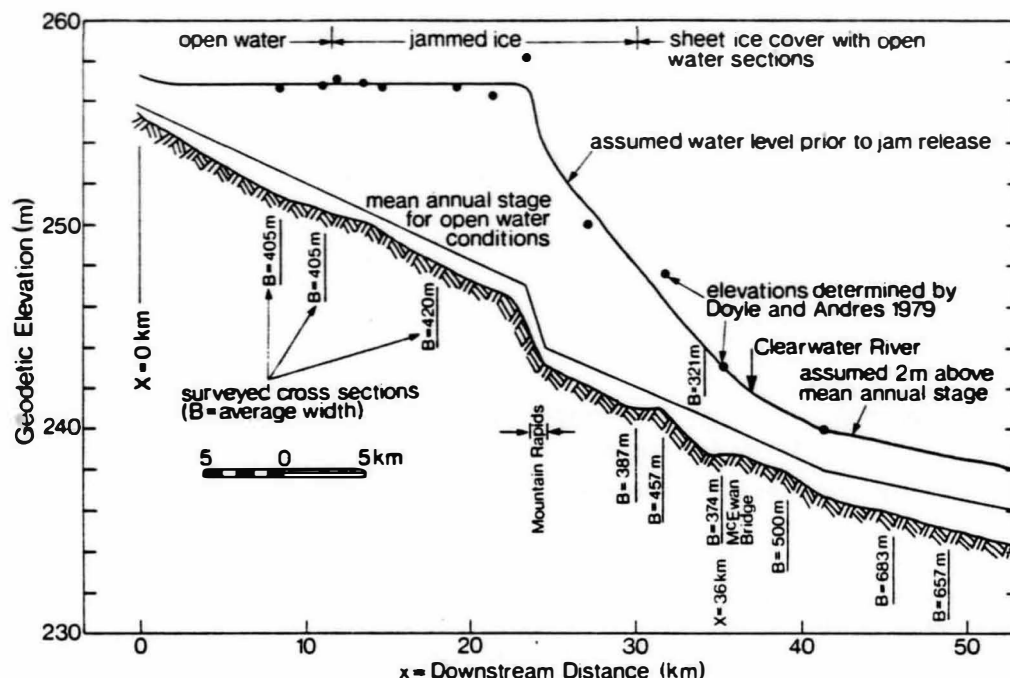 260
250
240
230
Geodetic Elevation (m)
open water
jammed ice
sheet ice cover with open
water sections
assumed water level prior to jam release
mean annual stage
for open water
conditions
elevations determined by
Doyle and Andres 1979
Clearwater River
assumed 2m above
mean annual stage
X = 0 km
B=405m
B=405m
B=420m
surveyed cross sections
(B=average width)
5 0 5km
Mountain Rapids
B=387m
B=457m
B=321m
B=374m
McEwan
Bridge
X=36km
B=500m
B=683m
B=657m
0 10 20 30 40 50
x = Downstream Distance (km)